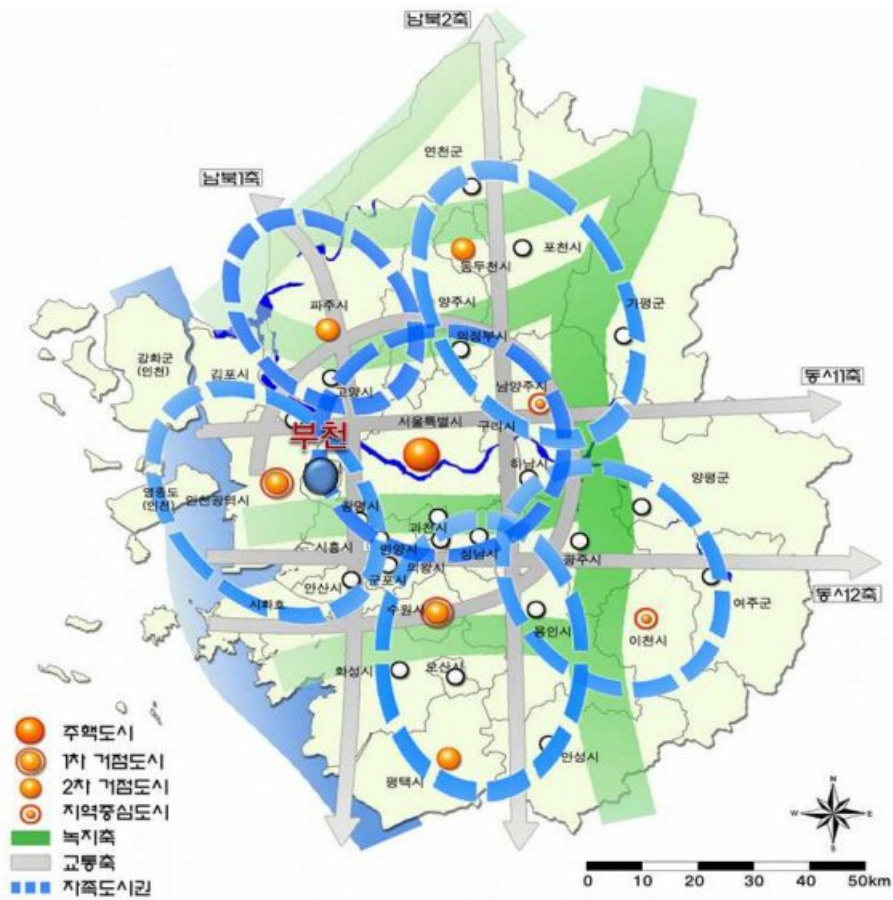 남북2축
연천군
남북1축
포천시
동두천시
가평군
양주시
파주시
의정부시
강화군
(인천)
김포시
고양시
남양주시
동서1축
서울특별시
구리시
부천
하남시
양평군
영종도
(인천)
인천광역시
광명시
과천시
시흥시
안양시
성남시
광주시
의왕시
군포시
안산시
동서2축
여주군
시화호
수원시
용인시
이천시
화성시
오산시
안성시
평택시
주핵도시
1차 거점도시
2차 거점도시
지역중심도시
녹지축
교통축
자족도시권
N
W
E
S
0 10 20 30 40 50km